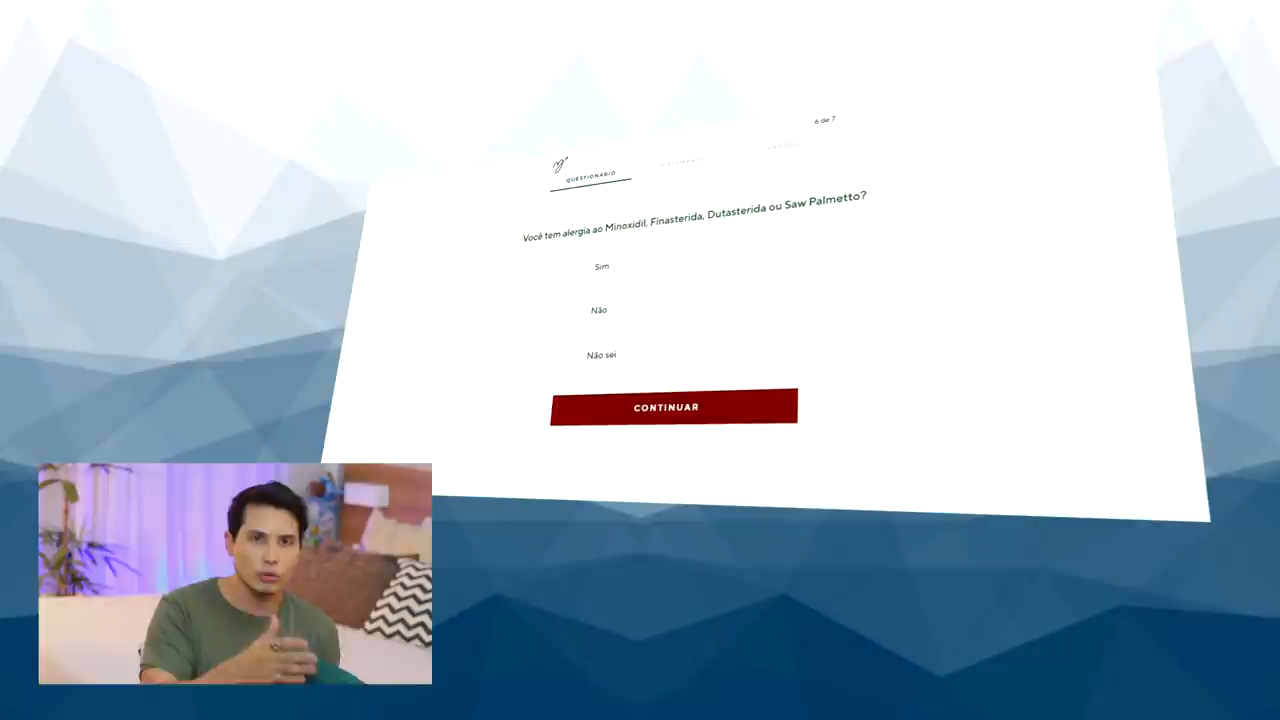 6 de 7
QUESTIONÁRIO
Você tem alergia ao Minoxidil, Finasterida, Dutasterida ou Saw Palmetto?
Sim
Não
Não sei
CONTINUAR